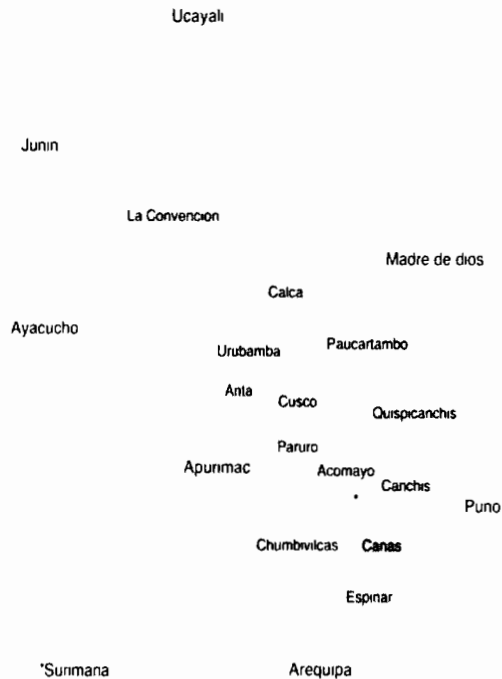 Ucayali
Junin
La Convencion
Madre de dios
Calca
Ayacucho
Urubamba
Paucartambo
Anta
Cusco
Quispicanchis
Paruro
Apurimac
Acomayo
Canchis
Puno
Chumbivilcas
Canas
Espinar
*Surimana
Arequipa